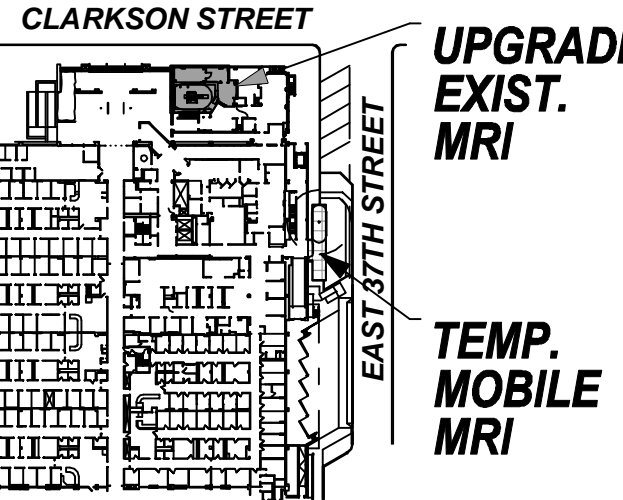 CLARKSON STREET
UPGRADE
EXIST.
MRI
EAST 37TH STREET
TEMP.
MOBILE
MRI